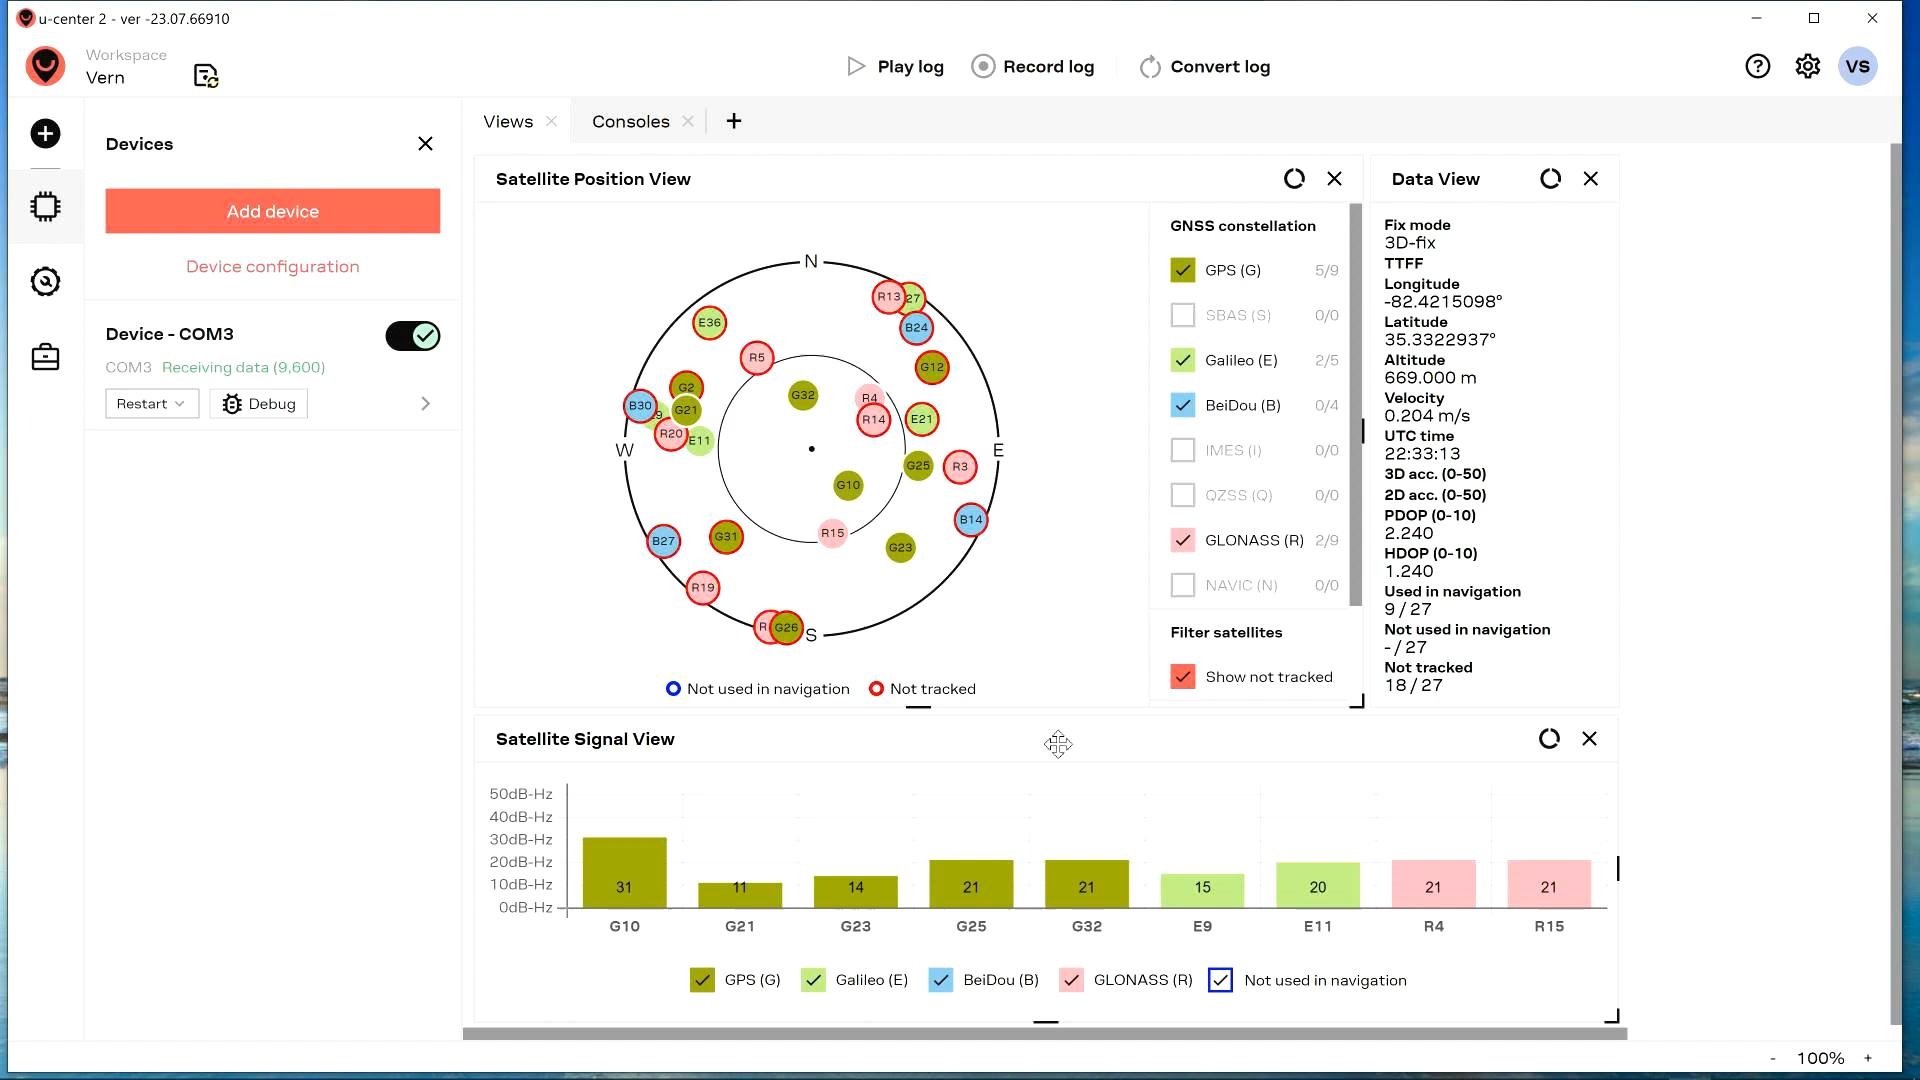 u-center 2 - ver -23.07.66910
Workspace
Vern
Play log
Record log
Convert log
VS
Devices
Add device
Device configuration
Device - COM3
COM3 Receiving data (9,600)
Restart
Debug
Views
Consoles
Satellite Position View
N
R13
27
E36
B24
R5
G12
G2
G32
R4
B30
9
G21
R14
E21
R20
E11
W
E
G25
R3
G10
B14
R15
B27
G31
G23
R19
R
G26
S
Not used in navigation
Not tracked
GNSS constellation
GPS (G) 5/9
SBAS (S) 0/0
Galileo (E) 2/5
BeiDou (B) 0/4
IMES (I) 0/0
QZSS (Q) 0/0
GLONASS (R) 2/9
NAVIC (N) 0/0
Filter satellites
Show not tracked
Data View
Fix mode
3D-fix
TTFF
Longitude
-82.4215098°
Latitude
35.3322937°
Altitude
669.000 m
Velocity
0.204 m/s
UTC time
22:33:13
3D acc. (0-50)
2D acc. (0-50)
PDOP (0-10)
2.240
HDOP (0-10)
1.240
Used in navigation
9 / 27
Not used in navigation
- / 27
Not tracked
18 / 27
Satellite Signal View
50dB-Hz
40dB-Hz
30dB-Hz
20dB-Hz
10dB-Hz
0dB-Hz
31 11 14 21 21 15 20 21 21
G10 G21 G23 G25 G32 E9 E11 R4 R15
GPS (G) Galileo (E) BeiDou (B) GLONASS (R) Not used in navigation
- 100% +